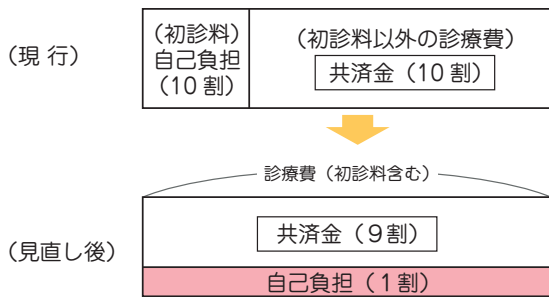 (現 行)
(初診料)
自己負担
(10 割)
(初診料以外の診療費)
共済金(10 割)
診療費(初診料含む)
(見直し後)
共済金(9割)
自己負担(1割)